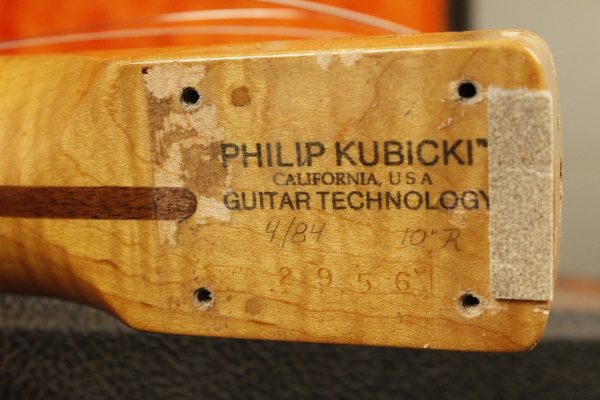 PHILIP KUBICKI™
CALIFORNIA, U S A
GUITAR TECHNOLOGY
4/84 10"R
2956